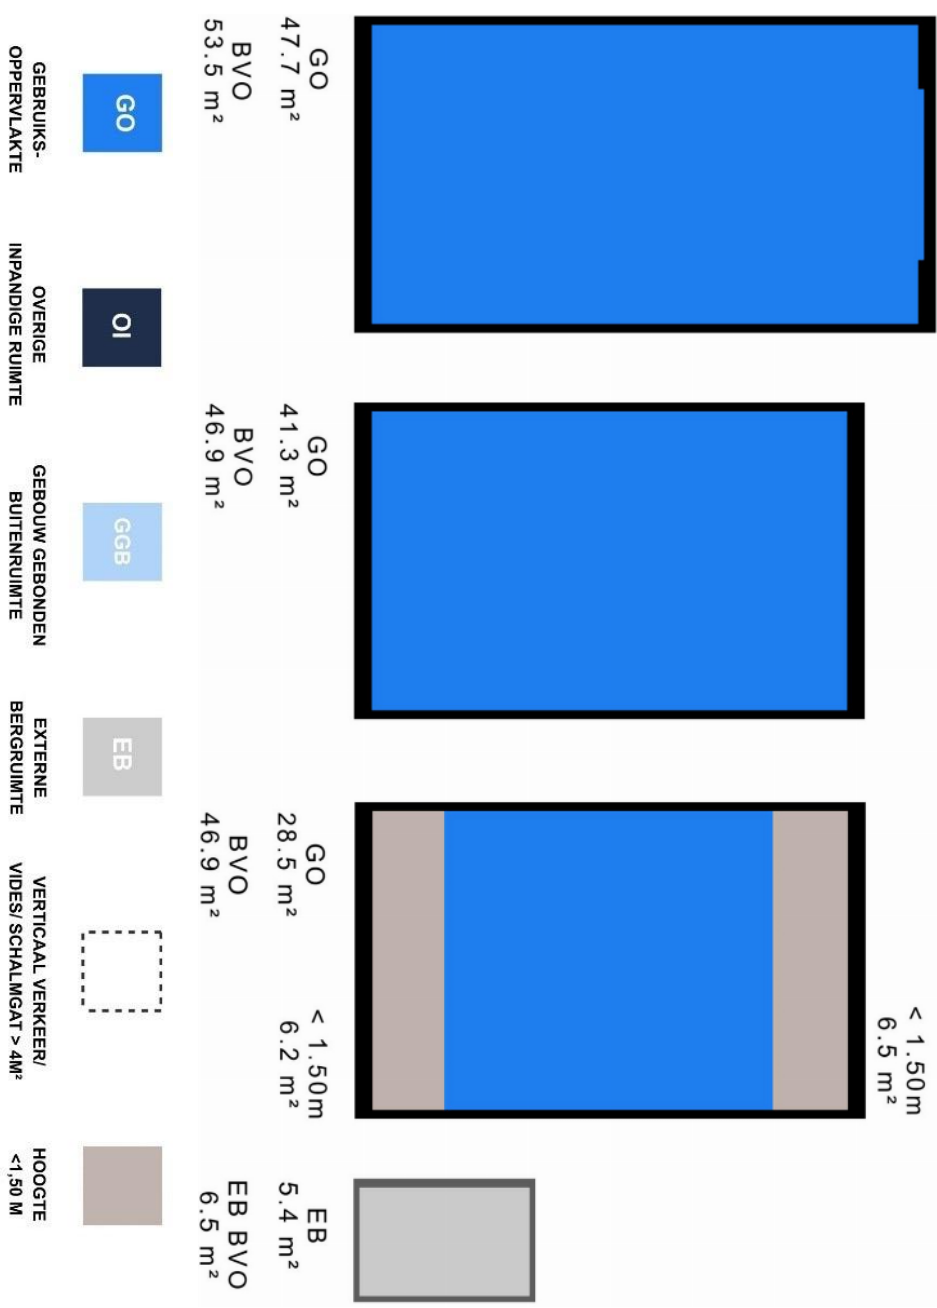 GO
47.7 m²
BVO
53.5 m²
GO
41.3 m²
BVO
46.9 m²
< 1.50m
6.5 m²
GO
28.5 m²
BVO
46.9 m²
< 1.50m
6.2 m²
EB
5.4 m²
EB BVO
6.5 m²
GO
GEBRUIKS-
OPPERVLAKTE
OI
OVERIGE
INPANDIGE RUIMTE
GGB
GEBOUW GEBONDEN
BUITENRUIMTE
EB
EXTERNE
BERGRUIMTE
VERTICAAL VERKEER/
VIDES/ SCHALMGAT > 4M²
HOOGTE
<1,50 M